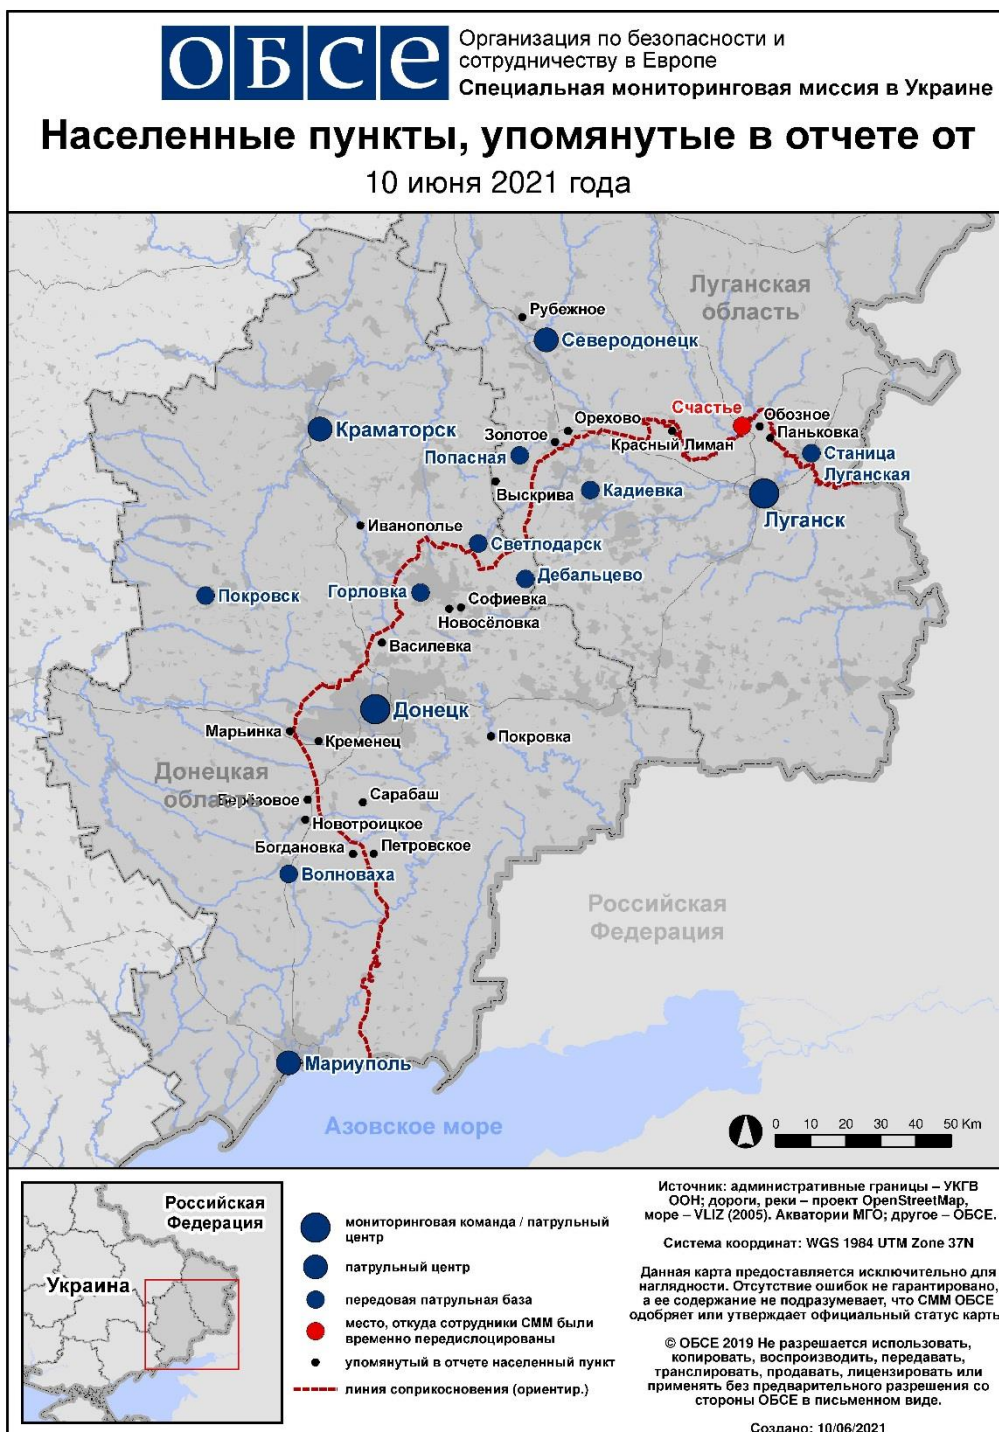 ОБСЕ
Организация по безопасности и
сотрудничеству в Европе
Специальная мониторинговая миссия в Украине
Населенные пункты, упомянутые в отчете от
10 июня 2021 года
Луганская
область
Рубежное
Северодонецк
Счастье
Обозное
Орехово
Паньковка
Краматорск
Золотое
Красный Лиман
Попасная
Станица
Луганская
Выскрива
Кадиевка
Луганск
Иванополье
Светлодарск
Дебальцево
Покровск
Горловка
Софиевка
Новосёловка
Василевка
Донецк
Марьинка
Кременец
Покровка
Донецкая
область
Берёзовое
Сарабаш
Новотроицкое
Богдановка
Петровское
Волноваха
Российская
Федерация
Мариуполь
Азовское море
0 10 20 30 40 50 Km
Российская
Федерация
Украина
мониторинговая команда / патрульный
центр
патрульный центр
передовая патрульная база
место, откуда сотрудники СММ были
временно передислоцированы
упомянутый в отчете населенный пункт
линия соприкосновения (ориентир.)
Источник: административные границы – УКГВ
ООН; дороги, реки – проект OpenStreetMap,
море – VLIZ (2005). Акватории МГО; другое – ОБСЕ.
Система координат: WGS 1984 UTM Zone 37N
Данная карта предоставляется исключительно для
наглядности. Отсутствие ошибок не гарантировано,
а ее содержание не подразумевает, что СММ ОБСЕ
одобряет или утверждает официальный статус карты.
© ОБСЕ 2019 Не разрешается использовать,
копировать, воспроизводить, передавать,
транслировать, продавать, лицензировать или
применять без предварительного разрешения со
стороны ОБСЕ в письменном виде.
Создано: 10/06/2021